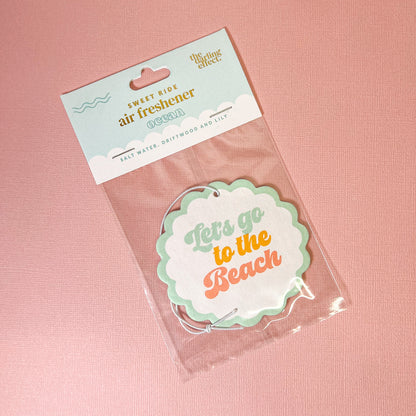 the
darling
effect.
SWEET RIDE
air freshener
ocean
SALT WATER, DRIFTWOOD AND LILY
Let's go
to the
Beach